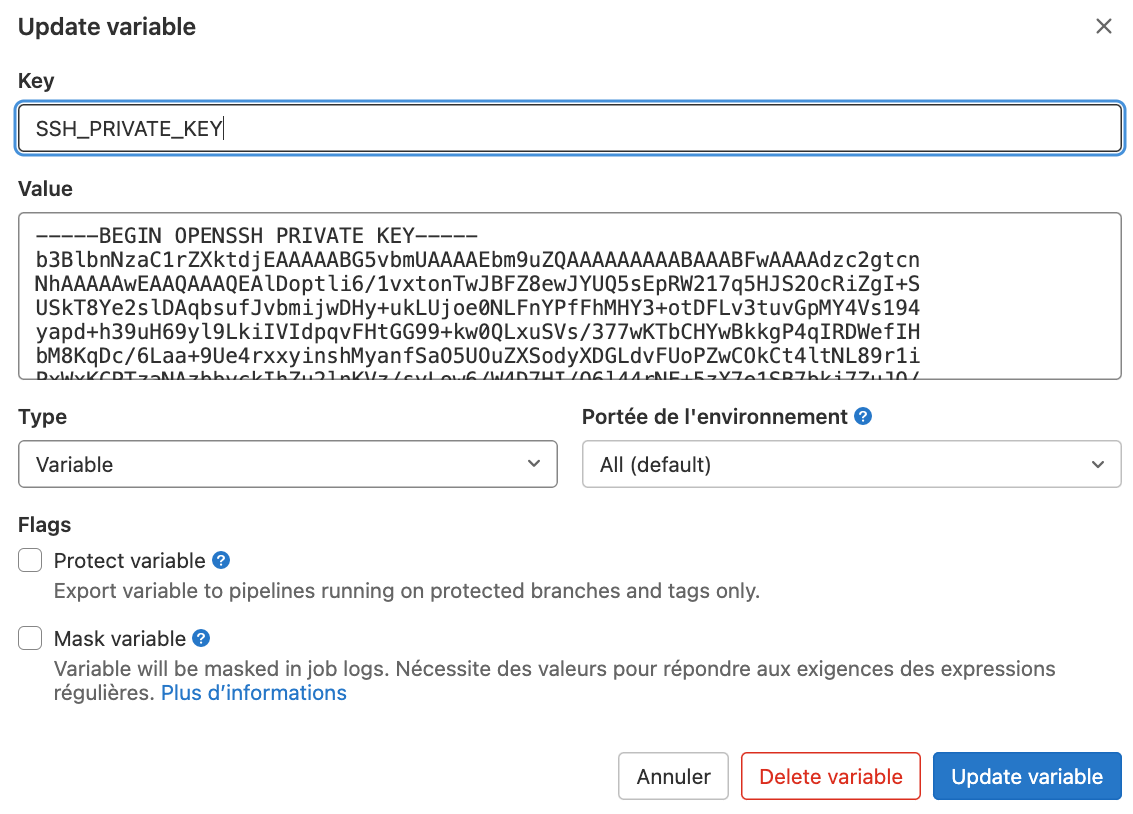 Update variable
Key
SSH_PRIVATE_KEY
Value
-----BEGIN OPENSSH PRIVATE KEY-----
b3BlbnNzaC1rZXktdjEAAAAABG5vbmUAAAAEbm9uZQAAAAAAAAABAAABFwAAAAdzc2gtcn
NhAAAAAwEAAQAAAQEAlDoptli6/1vxtonTwJBFZ8ewJYUQ5sEpRW217q5HJS2OcRiZgI+S
USkT8Ye2slDAqbsufJvbmijwDHy+ukLUjoe0NLFnYPfFhMHY3+otDFLv3tuvGpMY4Vs194
yapd+h39uH69yl9LkiIVIdpqvFHtGG99+kw0QLxuSVs/377wKTbCHYwBkkgP4qIRDWefIH
bM8KqDc/6Laa+9Ue4rxxyinshMyanfSaO5UOuZXSodyXDGLdvFUoPZwCOkCt4ltNL89r1i
Type
Portée de l'environnement
Variable
All (default)
Flags
Protect variable
Export variable to pipelines running on protected branches and tags only.
Mask variable
Variable will be masked in job logs. Nécessite des valeurs pour répondre aux exigences des expressions
régulières. Plus d’informations
Annuler
Delete variable
Update variable